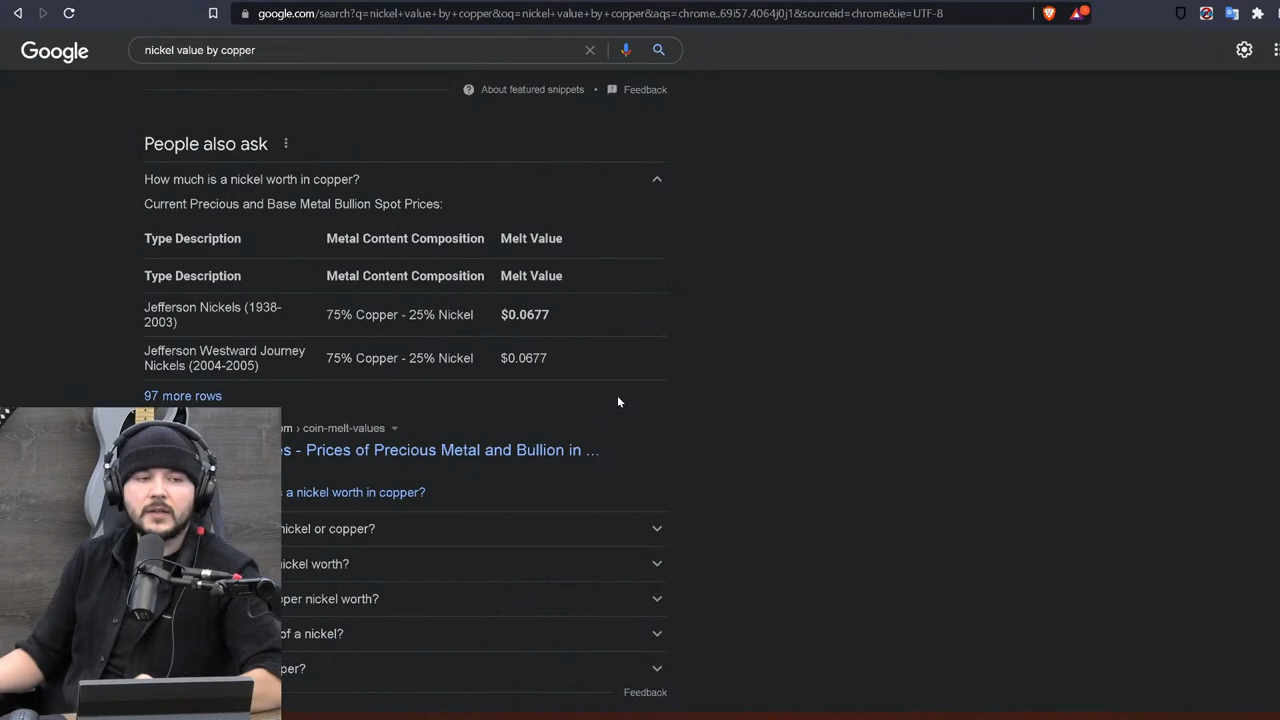 google.com/search?q=nickel+value+by+copper&oq=nickel+value+by+copper&aqs=chrome..69i57.4064j0j1&sourceid=chrome&ie=UTF-8
Google
nickel value by copper
About featured snippets • Feedback
People also ask
How much is a nickel worth in copper?
Current Precious and Base Metal Bullion Spot Prices:
Type Description Metal Content Composition Melt Value
Type Description Metal Content Composition Melt Value
Jefferson Nickels (1938-
2003) 75% Copper - 25% Nickel $0.0677
Jefferson Westward Journey
Nickels (2004-2005) 75% Copper - 25% Nickel $0.0677
97 more rows
om › coin-melt-values
es - Prices of Precious Metal and Bullion in ...
a nickel worth in copper?
nickel or copper?
nickel worth?
per nickel worth?
of a nickel?
per?
Feedback